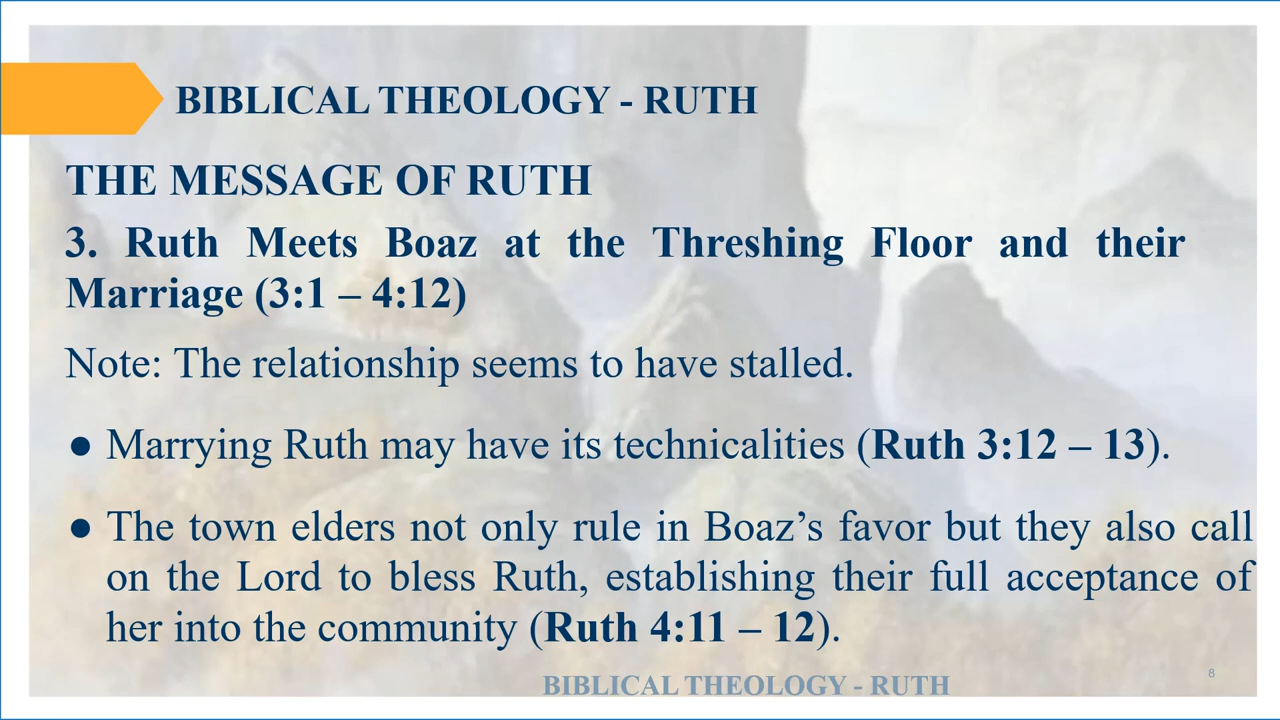 BIBLICAL THEOLOGY - RUTH
THE MESSAGE OF RUTH
3. Ruth Meets Boaz at the Threshing Floor and their
Marriage (3:1 – 4:12)
Note: The relationship seems to have stalled.
● Marrying Ruth may have its technicalities (Ruth 3:12 – 13).
● The town elders not only rule in Boaz’s favor but they also call
on the Lord to bless Ruth, establishing their full acceptance of
her into the community (Ruth 4:11 – 12).
8
BIBLICAL THEOLOGY - RUTH